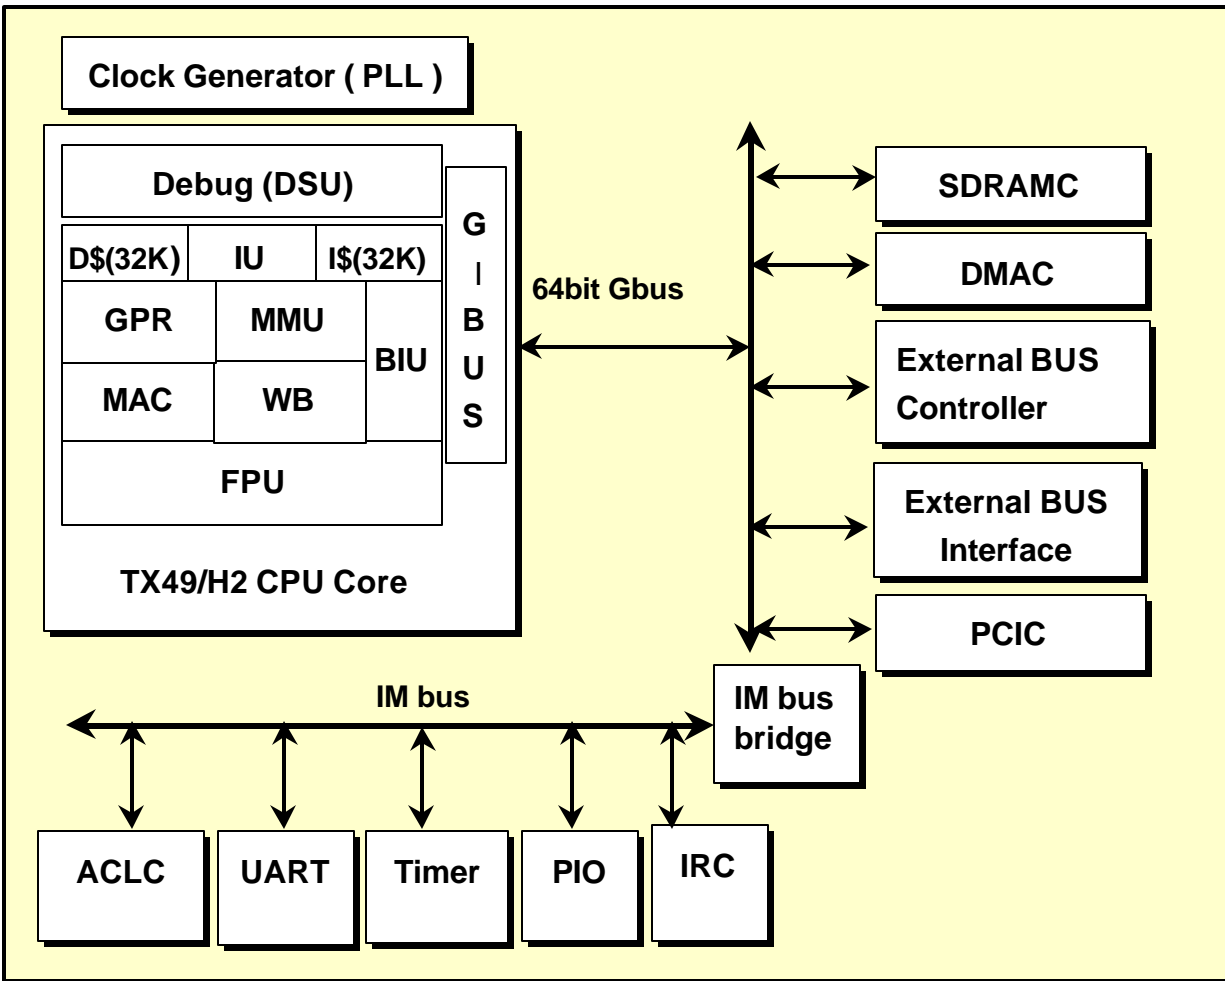 Clock Generator ( PLL )
Debug (DSU)
D$(32K)
IU
I$(32K)
GPR
MMU
BIU
MAC
WB
FPU
G
|
B
U
S
TX49/H2 CPU Core
64bit Gbus
SDRAMC
DMAC
External BUS
Controller
External BUS
Interface
PCIC
IM bus
IM bus
bridge
ACLC
UART
Timer
PIO
IRC